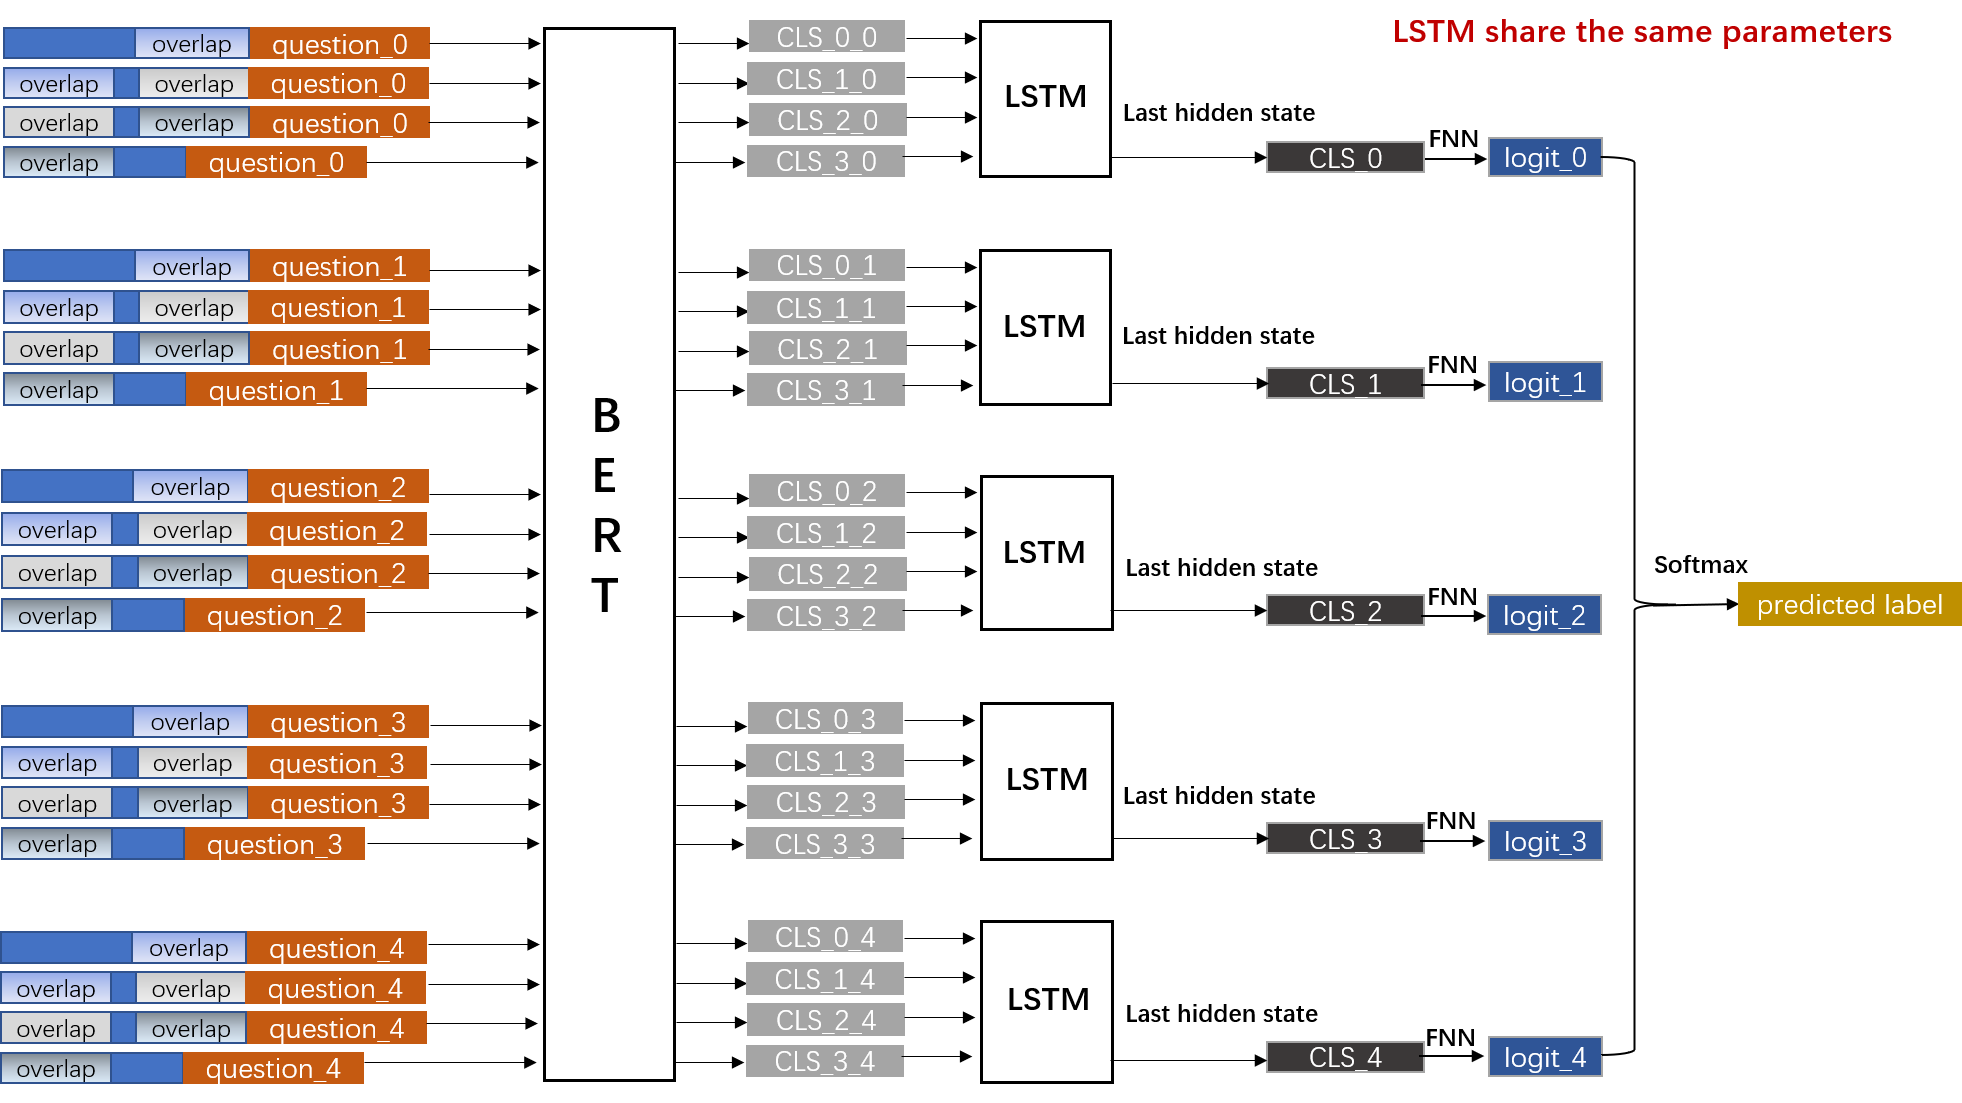 LSTM share the same parameters
overlap question_0
overlap overlap question_0
overlap overlap question_0
overlap question_0
CLS_0_0
CLS_1_0
CLS_2_0
CLS_3_0
LSTM
Last hidden state
CLS_0
FNN
logit_0
overlap question_1
overlap overlap question_1
overlap overlap question_1
overlap question_1
CLS_0_1
CLS_1_1
CLS_2_1
CLS_3_1
LSTM
Last hidden state
CLS_1
FNN
logit_1
B
E
R
T
overlap question_2
overlap overlap question_2
overlap overlap question_2
overlap question_2
CLS_0_2
CLS_1_2
CLS_2_2
CLS_3_2
LSTM
Last hidden state
CLS_2
FNN
logit_2
Softmax
predicted label
overlap question_3
overlap overlap question_3
overlap overlap question_3
overlap question_3
CLS_0_3
CLS_1_3
CLS_2_3
CLS_3_3
LSTM
Last hidden state
CLS_3
FNN
logit_3
overlap question_4
overlap overlap question_4
overlap overlap question_4
overlap question_4
CLS_0_4
CLS_1_4
CLS_2_4
CLS_3_4
LSTM
Last hidden state
CLS_4
FNN
logit_4